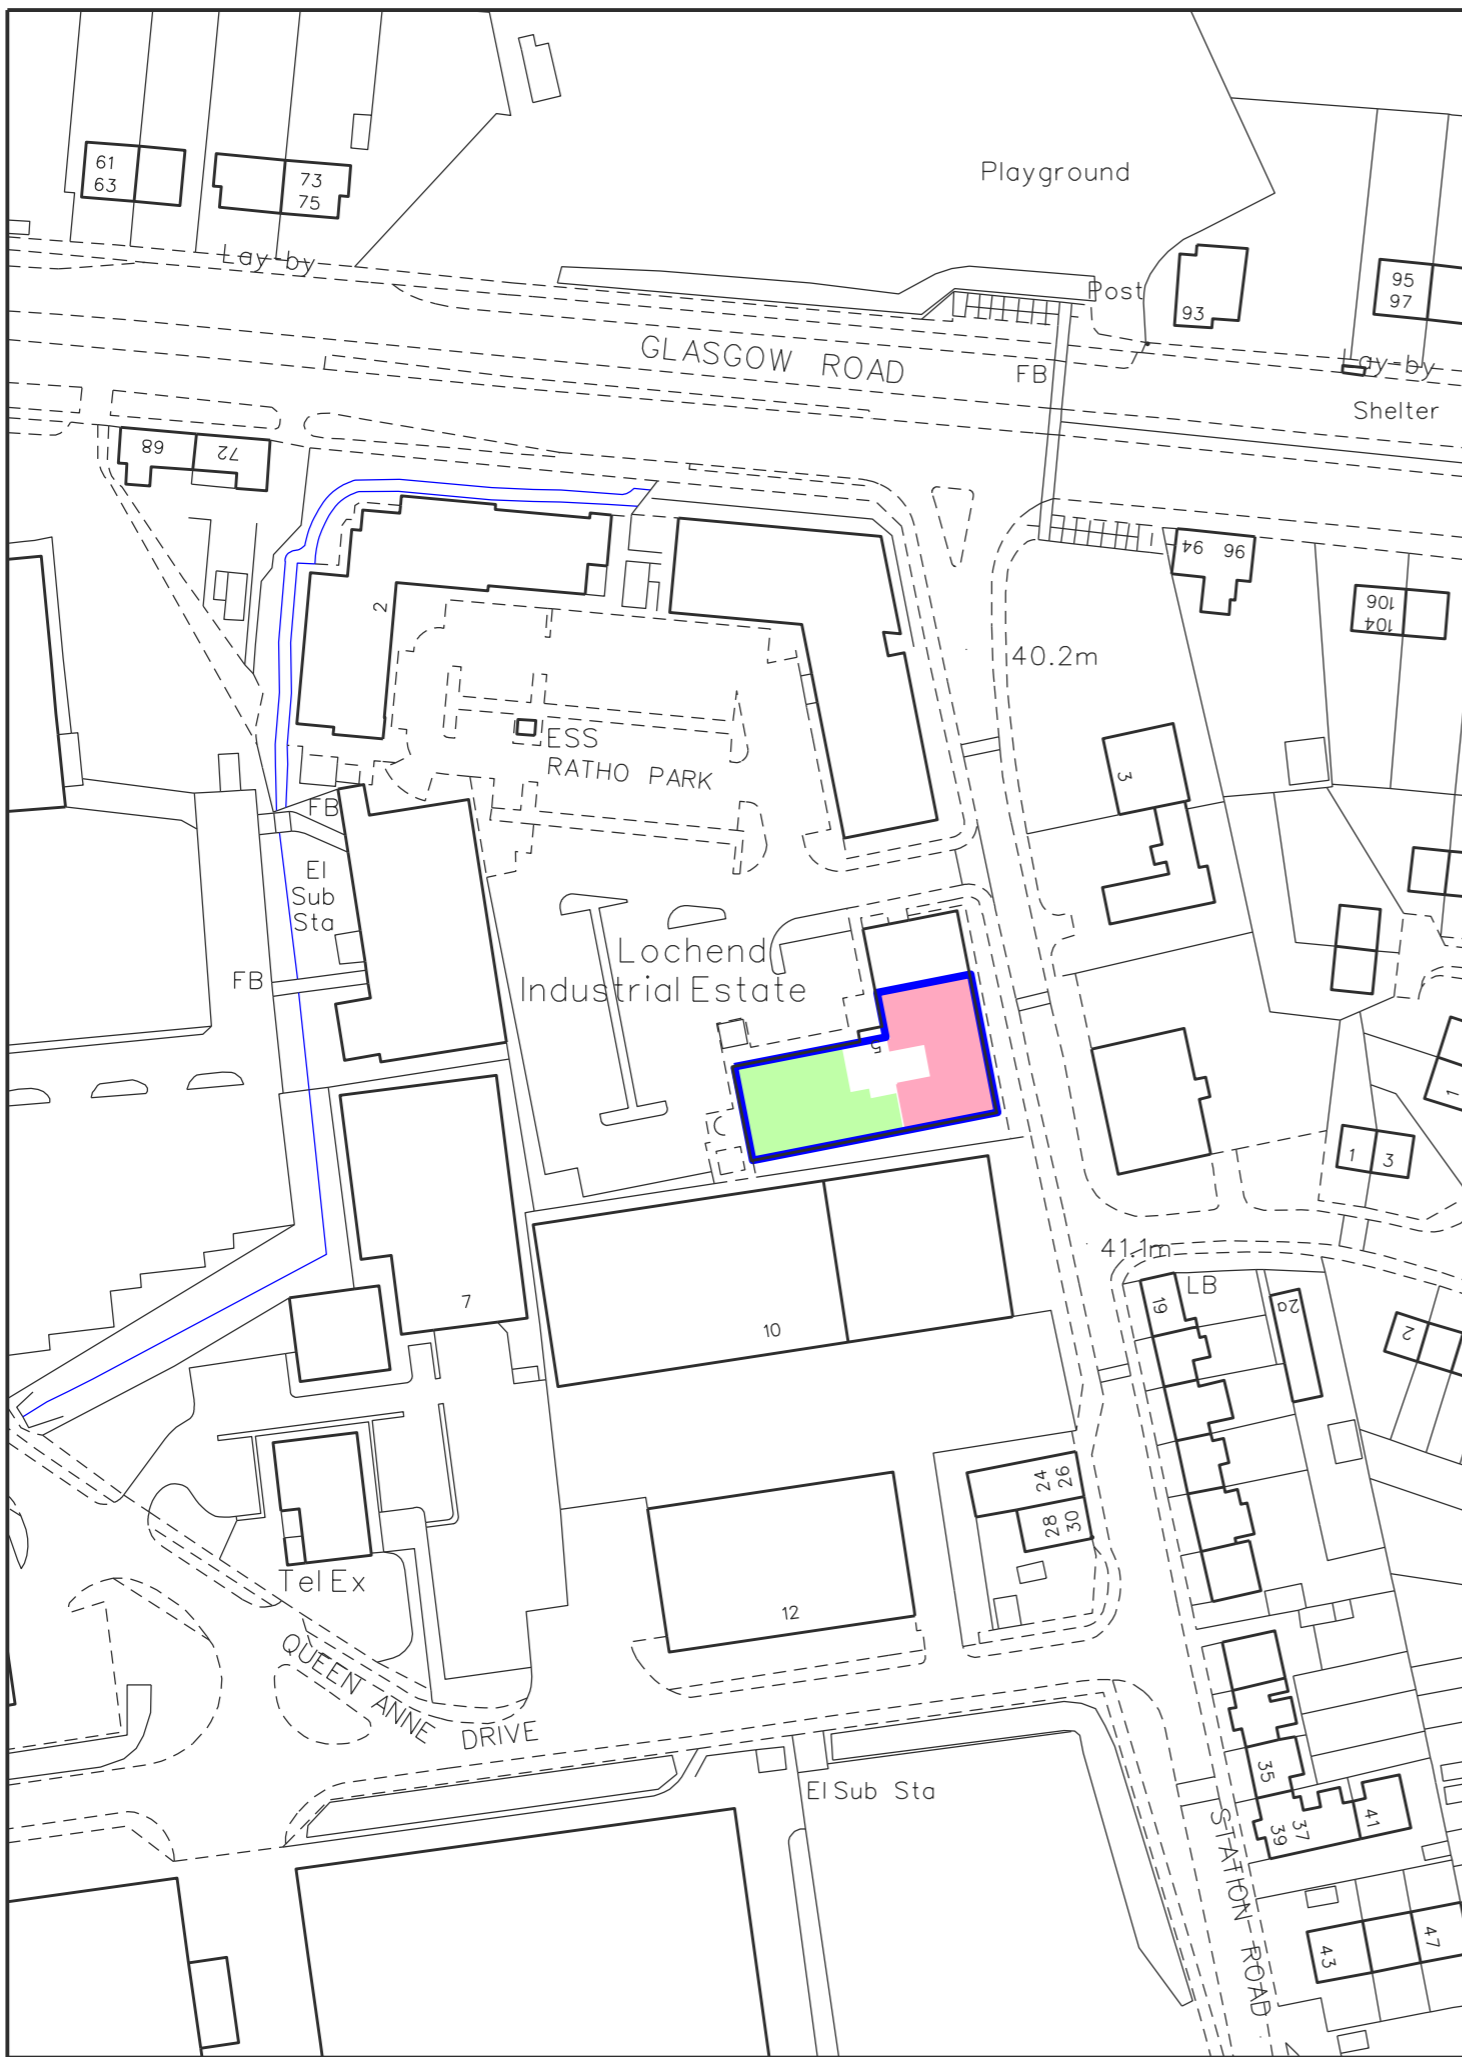 61
63
73
75
Playground
Lay-by
Post
93
95
97
GLASGOW ROAD
FB
Lay-by
Shelter
68
72
96
94
106
104
2
40.2m
ESS
RATHO PARK
3
FB
El
Sub
Sta
Lochend
Industrial Estate
FB
5
1
1
3
41.1m
LB
19
2a
2
7
10
24
26
28
30
Tel Ex
12
QUEEN ANNE DRIVE
El Sub Sta
35
37
39
41
STATION ROAD
43
47